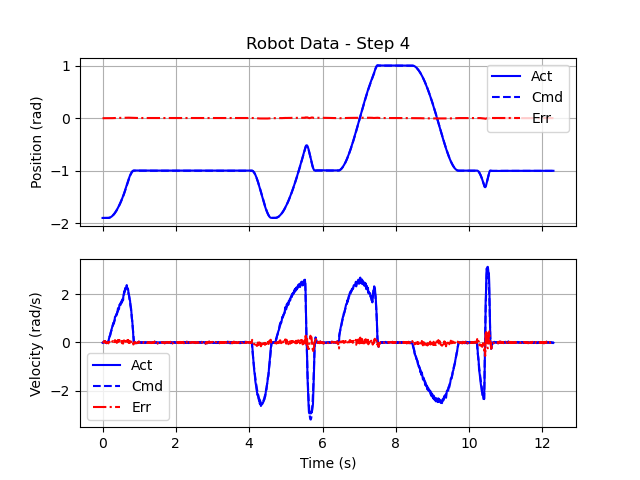 Robot Data - Step 4
Position (rad)
1
0
−1
−2
Act
Cmd
Err
Velocity (rad/s)
2
0
−2
Act
Cmd
Err
0 2 4 6 8 10 12
Time (s)